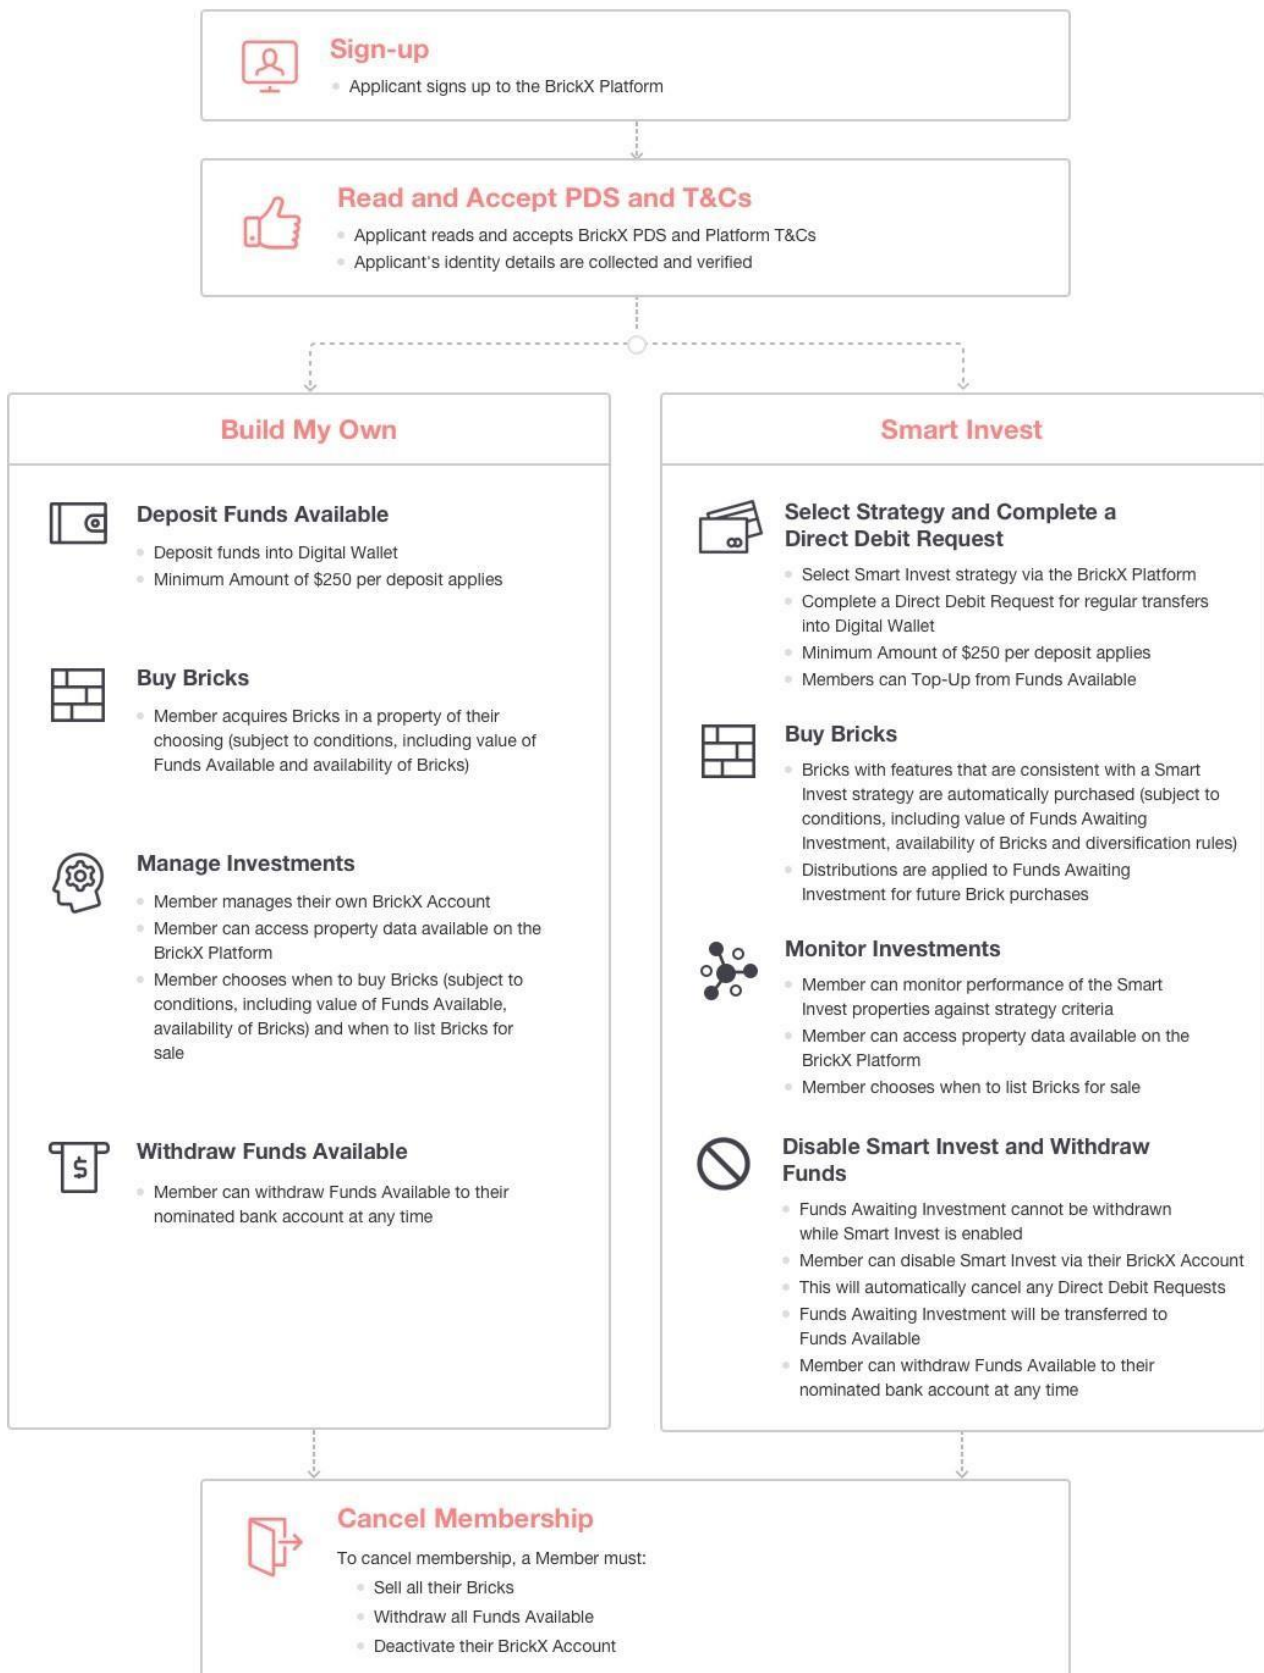 Sign-up
Applicant signs up to the BrickX Platform
Read and Accept PDS and T&Cs
Applicant reads and accepts BrickX PDS and Platform T&Cs
Applicant's identity details are collected and verified
Build My Own
Deposit Funds Available
Deposit funds into Digital Wallet
Minimum Amount of $250 per deposit applies
Buy Bricks
Member acquires Bricks in a property of their
choosing (subject to conditions, including value of
Funds Available and availability of Bricks)
Manage Investments
Member manages their own BrickX Account
Member can access property data available on the
BrickX Platform
Member chooses when to buy Bricks (subject to
conditions, including value of Funds Available,
availability of Bricks) and when to list Bricks for
sale
Withdraw Funds Available
$
Member can withdraw Funds Available to their
nominated bank account at any time
Smart Invest
Select Strategy and Complete a
Direct Debit Request
Select Smart Invest strategy via the BrickX Platform
Complete a Direct Debit Request for regular transfers
into Digital Wallet
Minimum Amount of $250 per deposit applies
Members can Top-Up from Funds Available
Buy Bricks
Bricks with features that are consistent with a Smart
Invest strategy are automatically purchased (subject to
conditions, including value of Funds Awaiting
Investment, availability of Bricks and diversification rules)
Distributions are applied to Funds Awaiting
Investment for future Brick purchases
Monitor Investments
Member can monitor performance of the Smart
Invest properties against strategy criteria
Member can access property data available on the
BrickX Platform
Member chooses when to list Bricks for sale
Disable Smart Invest and Withdraw
Funds
Funds Awaiting Investment cannot be withdrawn
while Smart Invest is enabled
Member can disable Smart Invest via their BrickX Account
This will automatically cancel any Direct Debit Requests
Funds Awaiting Investment will be transferred to
Funds Available
Member can withdraw Funds Available to their
nominated bank account at any time
Cancel Membership
To cancel membership, a Member must:
Sell all their Bricks
Withdraw all Funds Available
Deactivate their BrickX Account